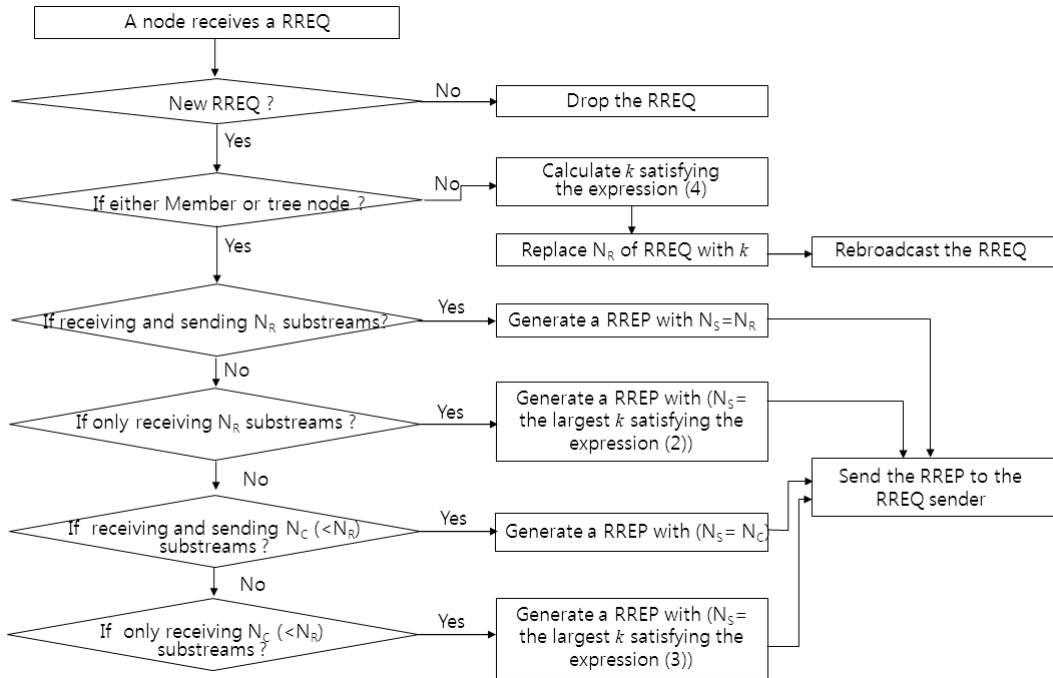 A node receives a RREQ
New RREQ ?
No
Drop the RREQ
Yes
If either Member or tree node ?
No
Calculate k satisfying
the expression (4)
Yes
Replace NR of RREQ with k
Rebroadcast the RREQ
If receiving and sending NR substreams?
Yes
Generate a RREP with NS=NR
No
If only receiving NR substreams ?
Yes
Generate a RREP with (NS=
the largest k satisfying the
expression (2))
No
Send the RREP to the
RREQ sender
If receiving and sending NC (<NR)
substreams ?
Yes
Generate a RREP with (NS= NC)
No
If only receiving NC (<NR)
substreams ?
Yes
Generate a RREP with (NS=
the largest k satisfying the
expression (3))